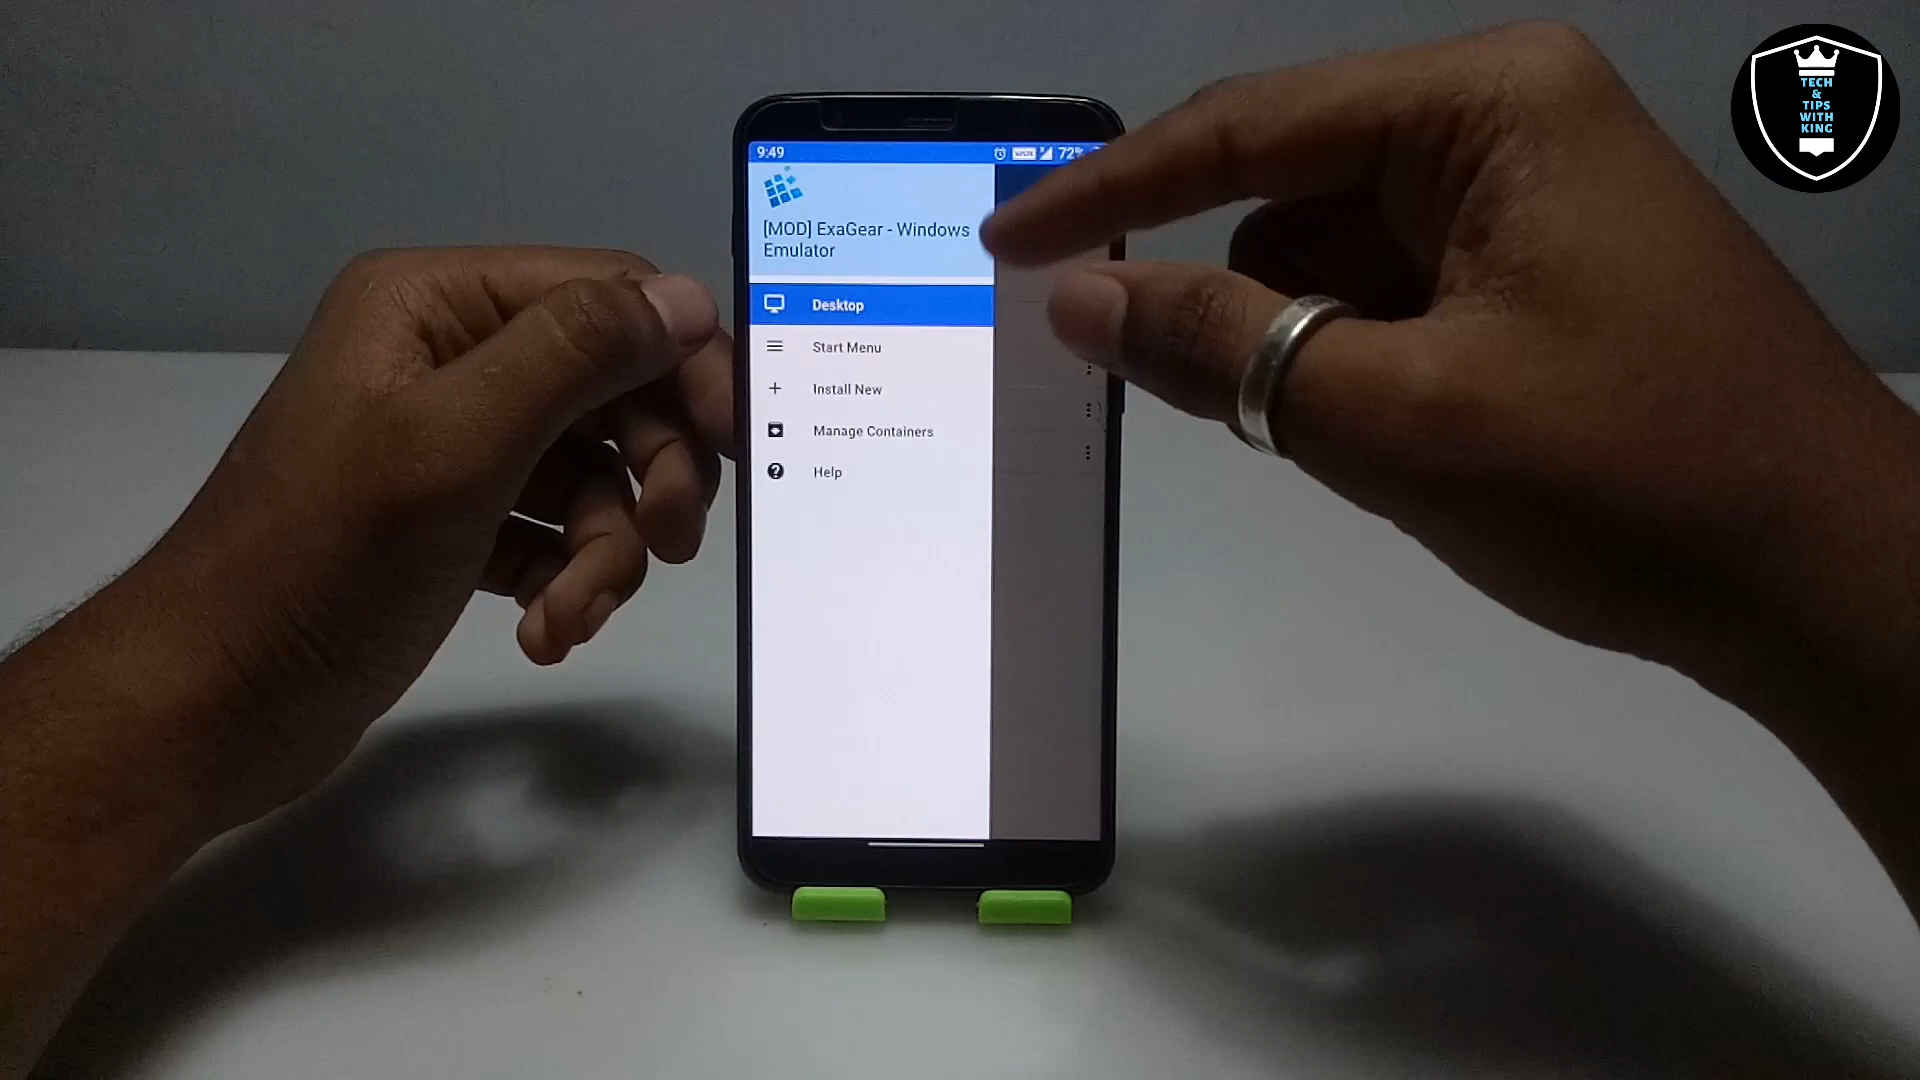 9:49
VoLTE
72%
[MOD] ExaGear - Windows
Emulator
Desktop
Start Menu
Install New
Manage Containers
Help
TECH
&
TIPS
WITH
KING